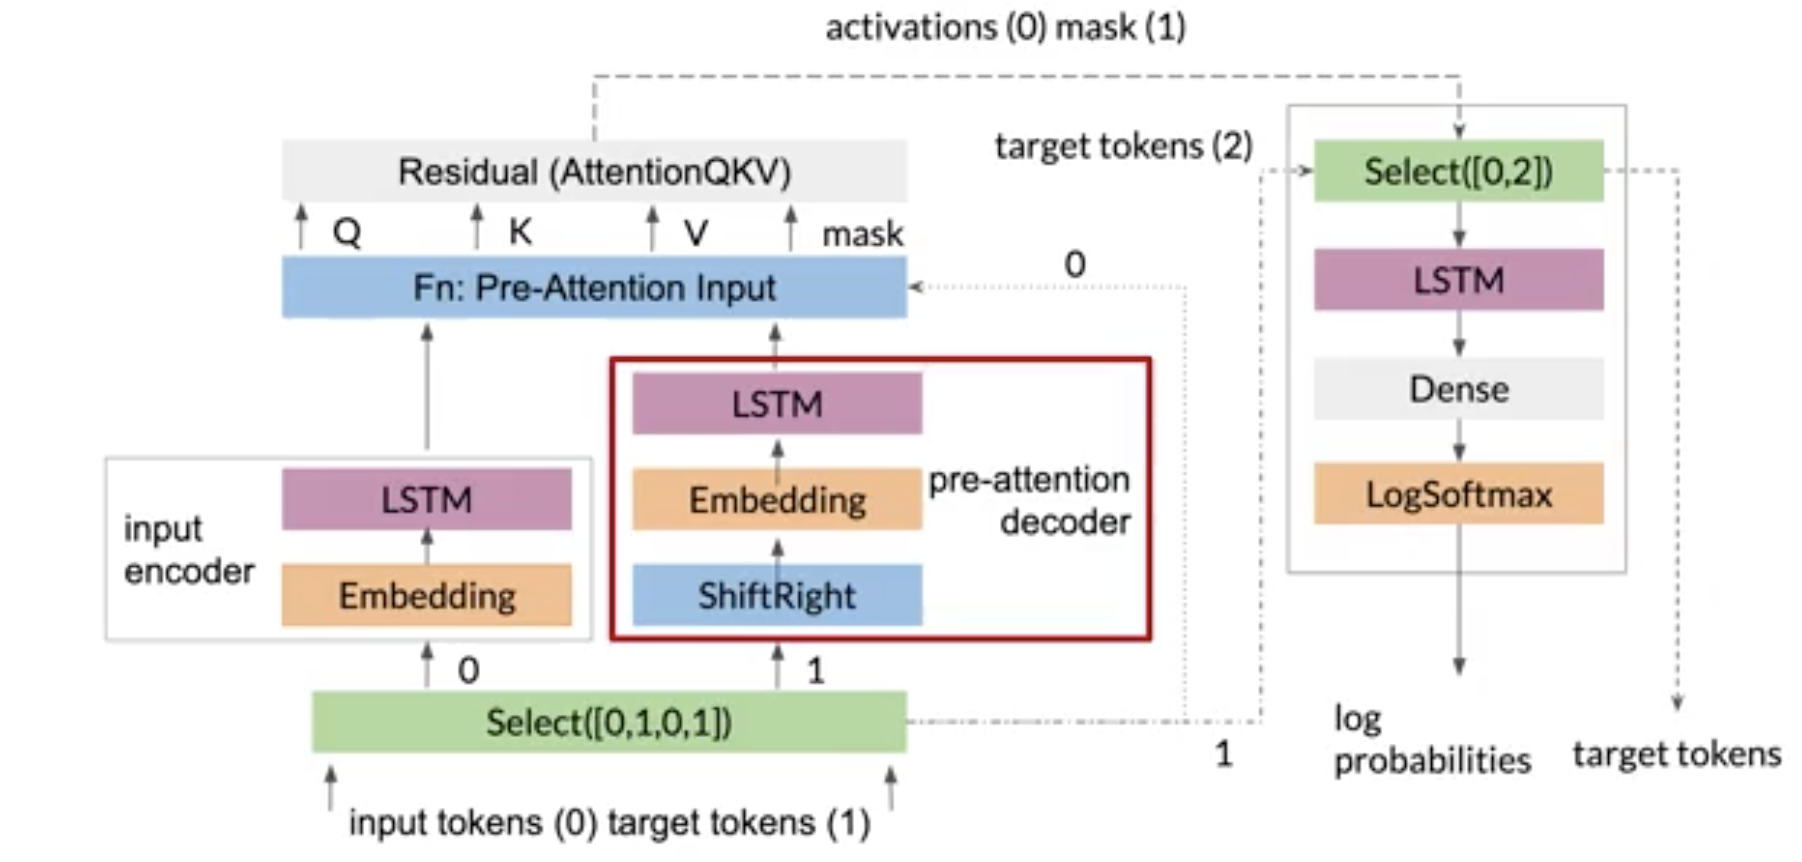 activations (0) mask (1)
target tokens (2)
Residual (AttentionQKV)
Select([0,2])
Q
K
V
mask
0
Fn: Pre-Attention Input
LSTM
LSTM
Dense
pre-attention
decoder
Embedding
LSTM
LogSoftmax
input
encoder
Embedding
ShiftRight
0
1
Select([0,1,0,1])
1
log
probabilities
target tokens
input tokens (0) target tokens (1)